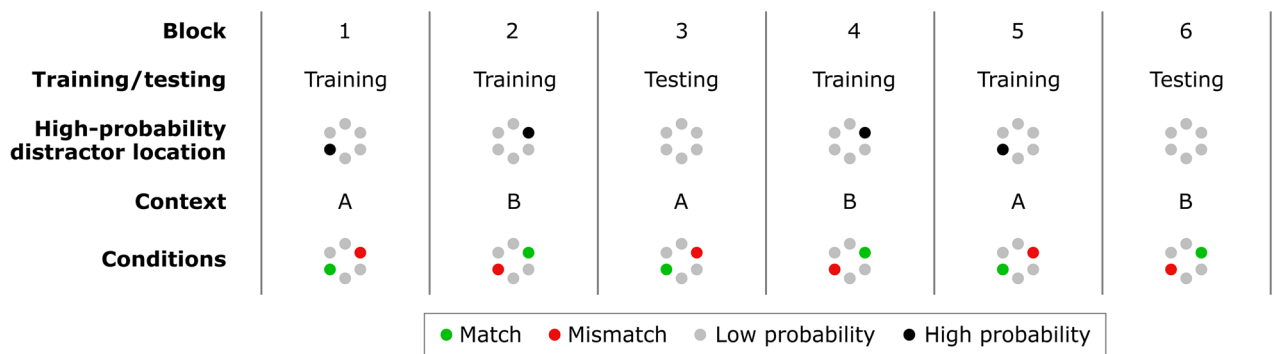 Block 1 2 3 4 5 6
Training/testing Training Training Testing Training Training Testing
High-probability
distractor location
Context A B A B A B
Conditions
Match Mismatch Low probability High probability